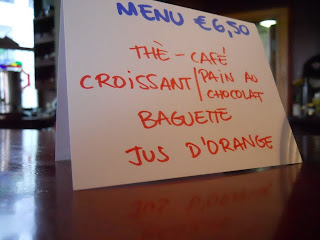 MENU €6,50
THÈ - CAFÉ
CROISSANT/PAIN AU CHOCOLAT
BAGUETTE
JUS D'ORANGE